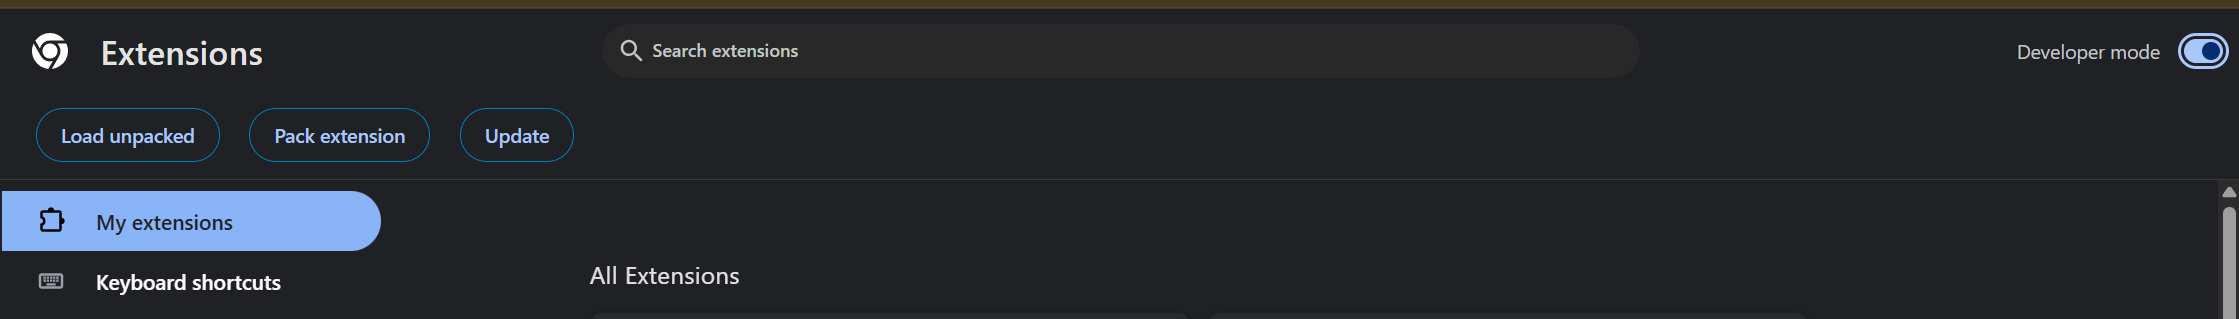 Extensions
Search extensions
Developer mode
Load unpacked
Pack extension
Update
My extensions
Keyboard shortcuts
All Extensions